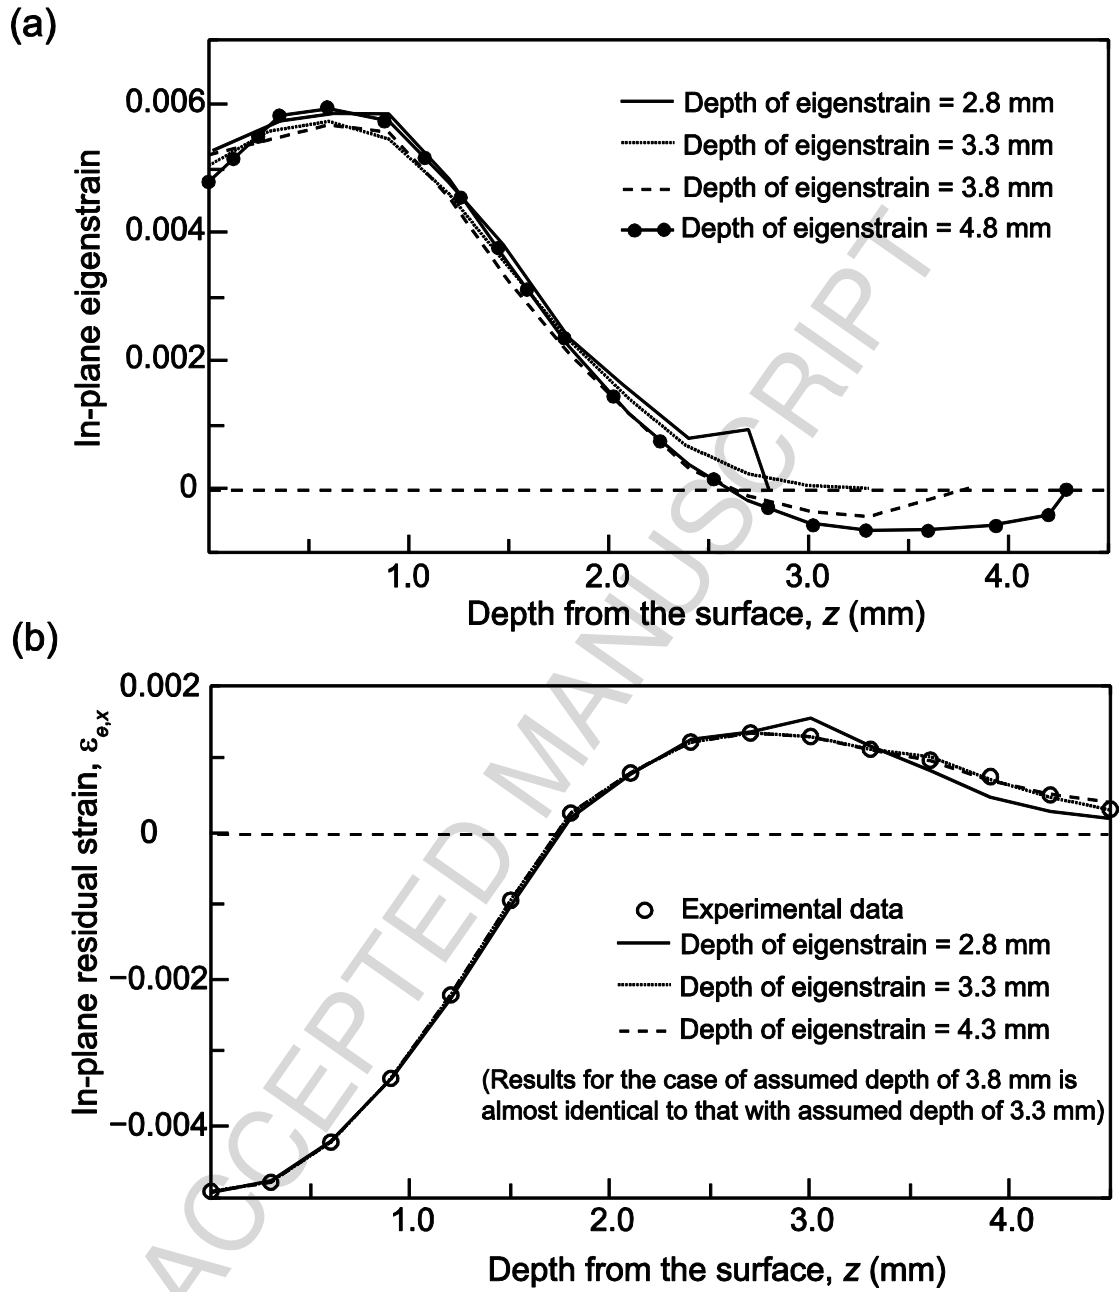 (a)
0.006
0.004
0.002
0
In-plane eigenstrain
Depth of eigenstrain = 2.8 mm
Depth of eigenstrain = 3.3 mm
Depth of eigenstrain = 3.8 mm
Depth of eigenstrain = 4.8 mm
1.0 2.0 3.0 4.0
Depth from the surface, z (mm)
(b)
0.002
0
−0.002
−0.004
In-plane residual strain, εe,x
Experimental data
Depth of eigenstrain = 2.8 mm
Depth of eigenstrain = 3.3 mm
Depth of eigenstrain = 4.3 mm
(Results for the case of assumed depth of 3.8 mm is
almost identical to that with assumed depth of 3.3 mm)
1.0 2.0 3.0 4.0
Depth from the surface, z (mm)
ACCEPTED MANUSCRIPT